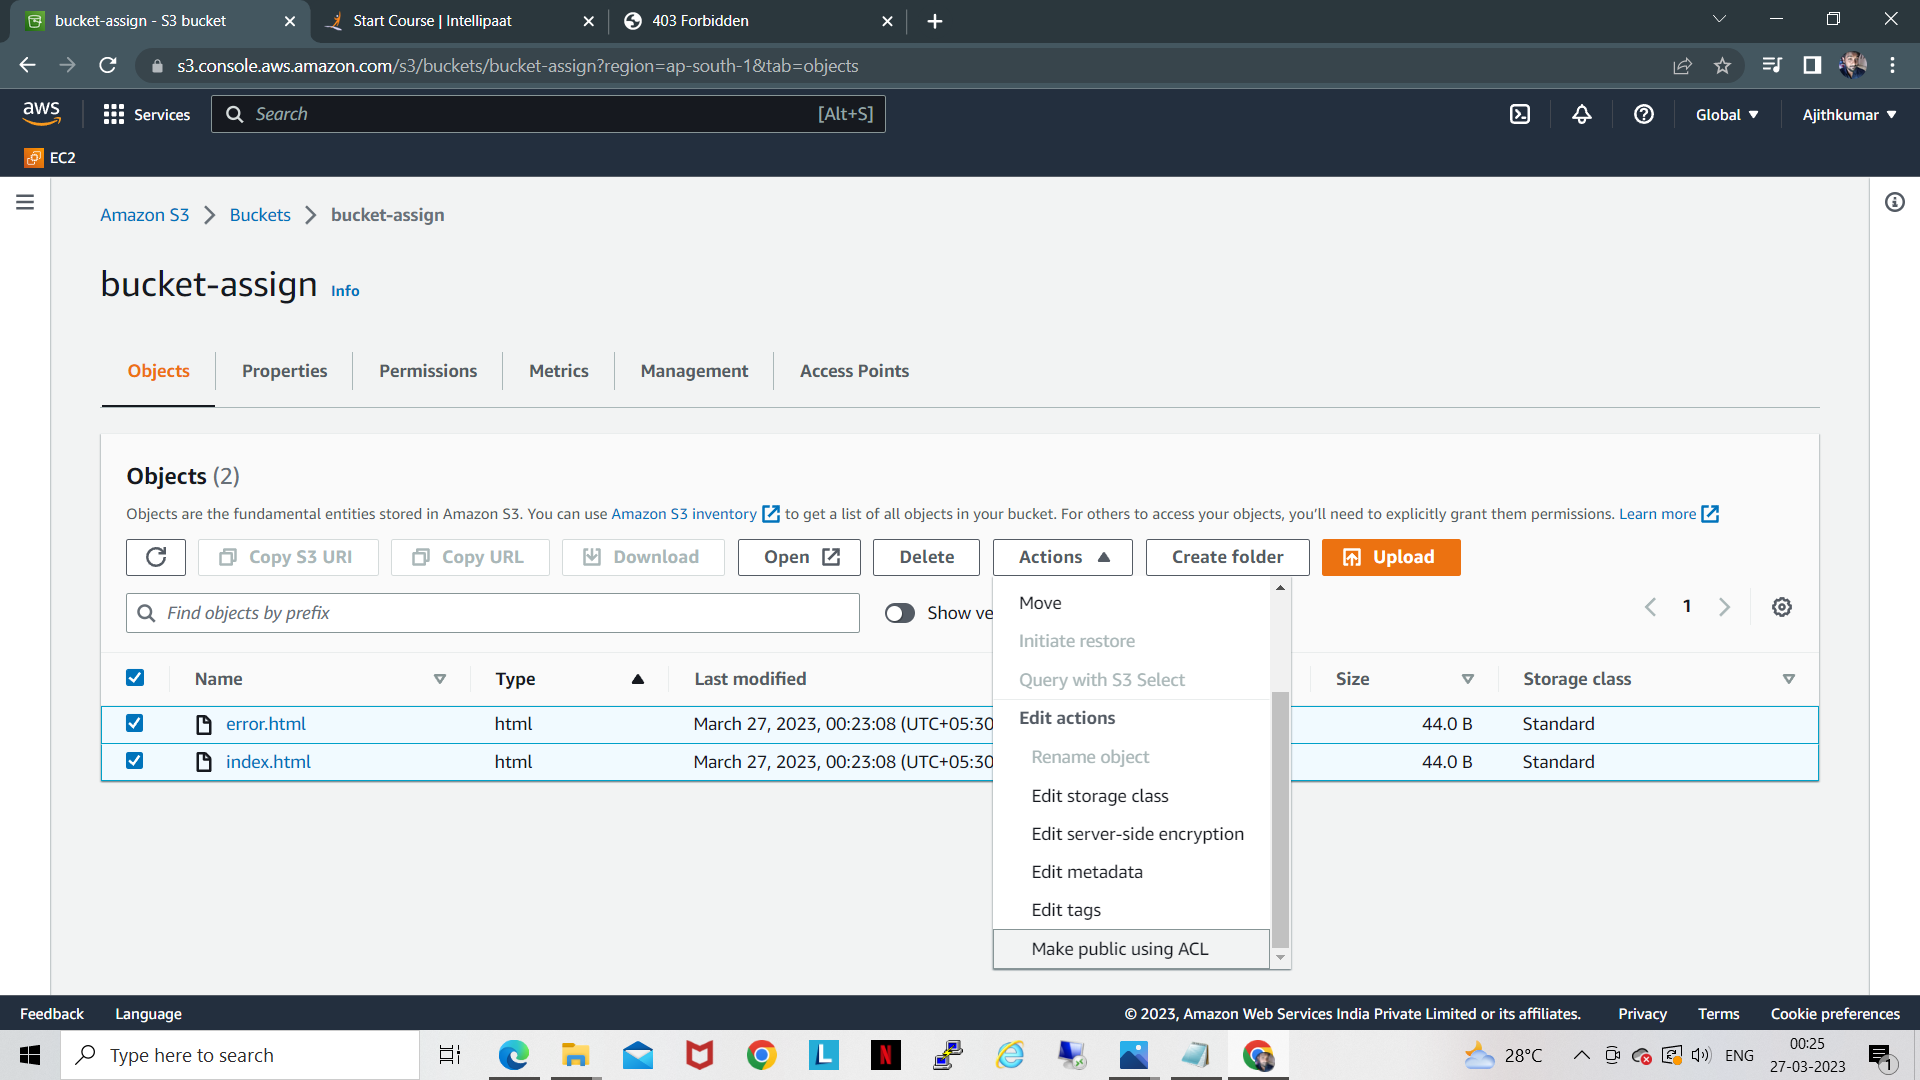 bucket-assign - S3 bucket
Start Course | Intellipaat
403 Forbidden
s3.console.aws.amazon.com/s3/buckets/bucket-assign?region=ap-south-1&tab=objects
aws
Services
Search
[Alt+S]
Global
Ajithkumar
EC2
Amazon S3
Buckets
bucket-assign
bucket-assign Info
Objects
Properties
Permissions
Metrics
Management
Access Points
Objects (2)
Objects are the fundamental entities stored in Amazon S3. You can use Amazon S3 inventory to get a list of all objects in your bucket. For others to access your objects, you'll need to explicitly grant them permissions. Learn more
Copy S3 URI
Copy URL
Download
Open
Delete
Actions
Create folder
Upload
Find objects by prefix
Show ve
1
Move
Initiate restore
Query with S3 Select
Edit actions
Rename object
Edit storage class
Edit server-side encryption
Edit metadata
Edit tags
Make public using ACL
Name
Type
Last modified
Size
Storage class
error.html
html
March 27, 2023, 00:23:08 (UTC+05:30
44.0 B
Standard
index.html
html
March 27, 2023, 00:23:08 (UTC+05:30
44.0 B
Standard
Feedback
Language
© 2023, Amazon Web Services India Private Limited or its affiliates.
Privacy
Terms
Cookie preferences
Type here to search
L
N
28°C
ENG
00:25
27-03-2023
1